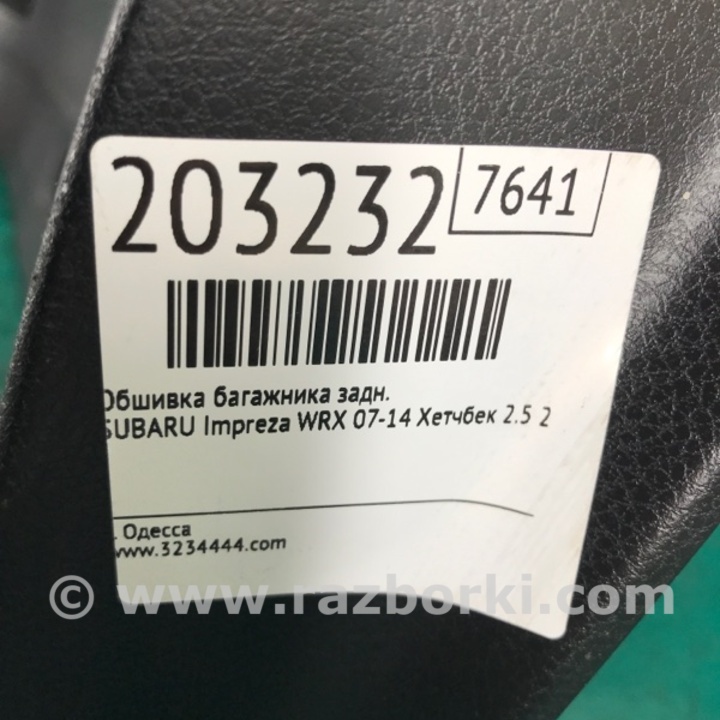 203232 7641
Обшивка багажника задн.
SUBARU Impreza WRX 07-14 Хетчбек 2.5 2
. Одесса
www.3234444.com
© www.razborki.com